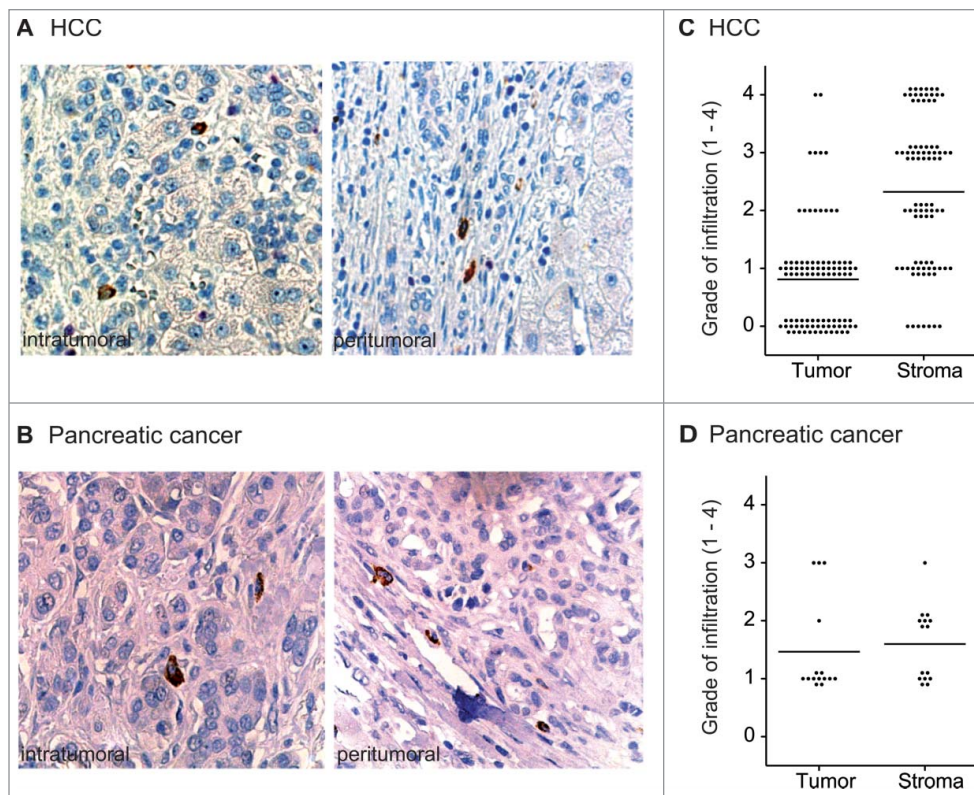 A HCC
intratumoral
peritumoral
B Pancreatic cancer
intratumoral
peritumoral
C HCC
Grade of infiltration (1 - 4)
4
3
2
1
0
Tumor Stroma
D Pancreatic cancer
Grade of infiltration (1 - 4)
4
3
2
1
0
Tumor Stroma